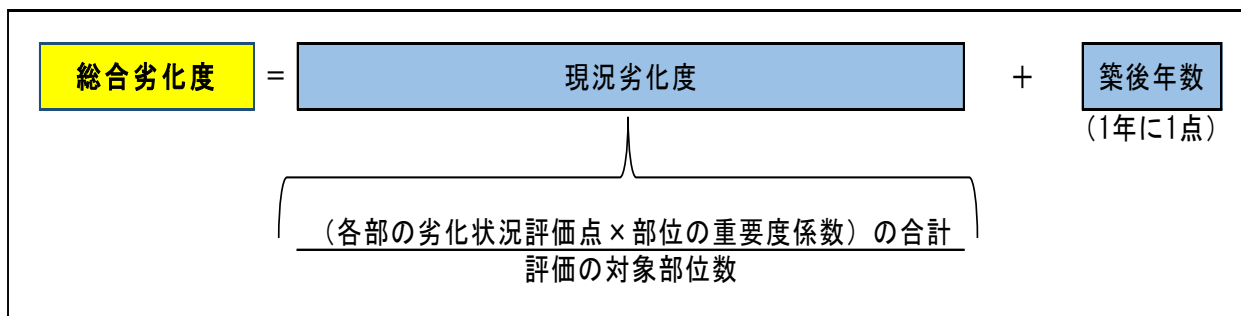 総合劣化度 = 現況劣化度 + 築後年数
(1年に1点)
(各部の劣化状況評価点×部位の重要度係数)の合計
評価の対象部位数